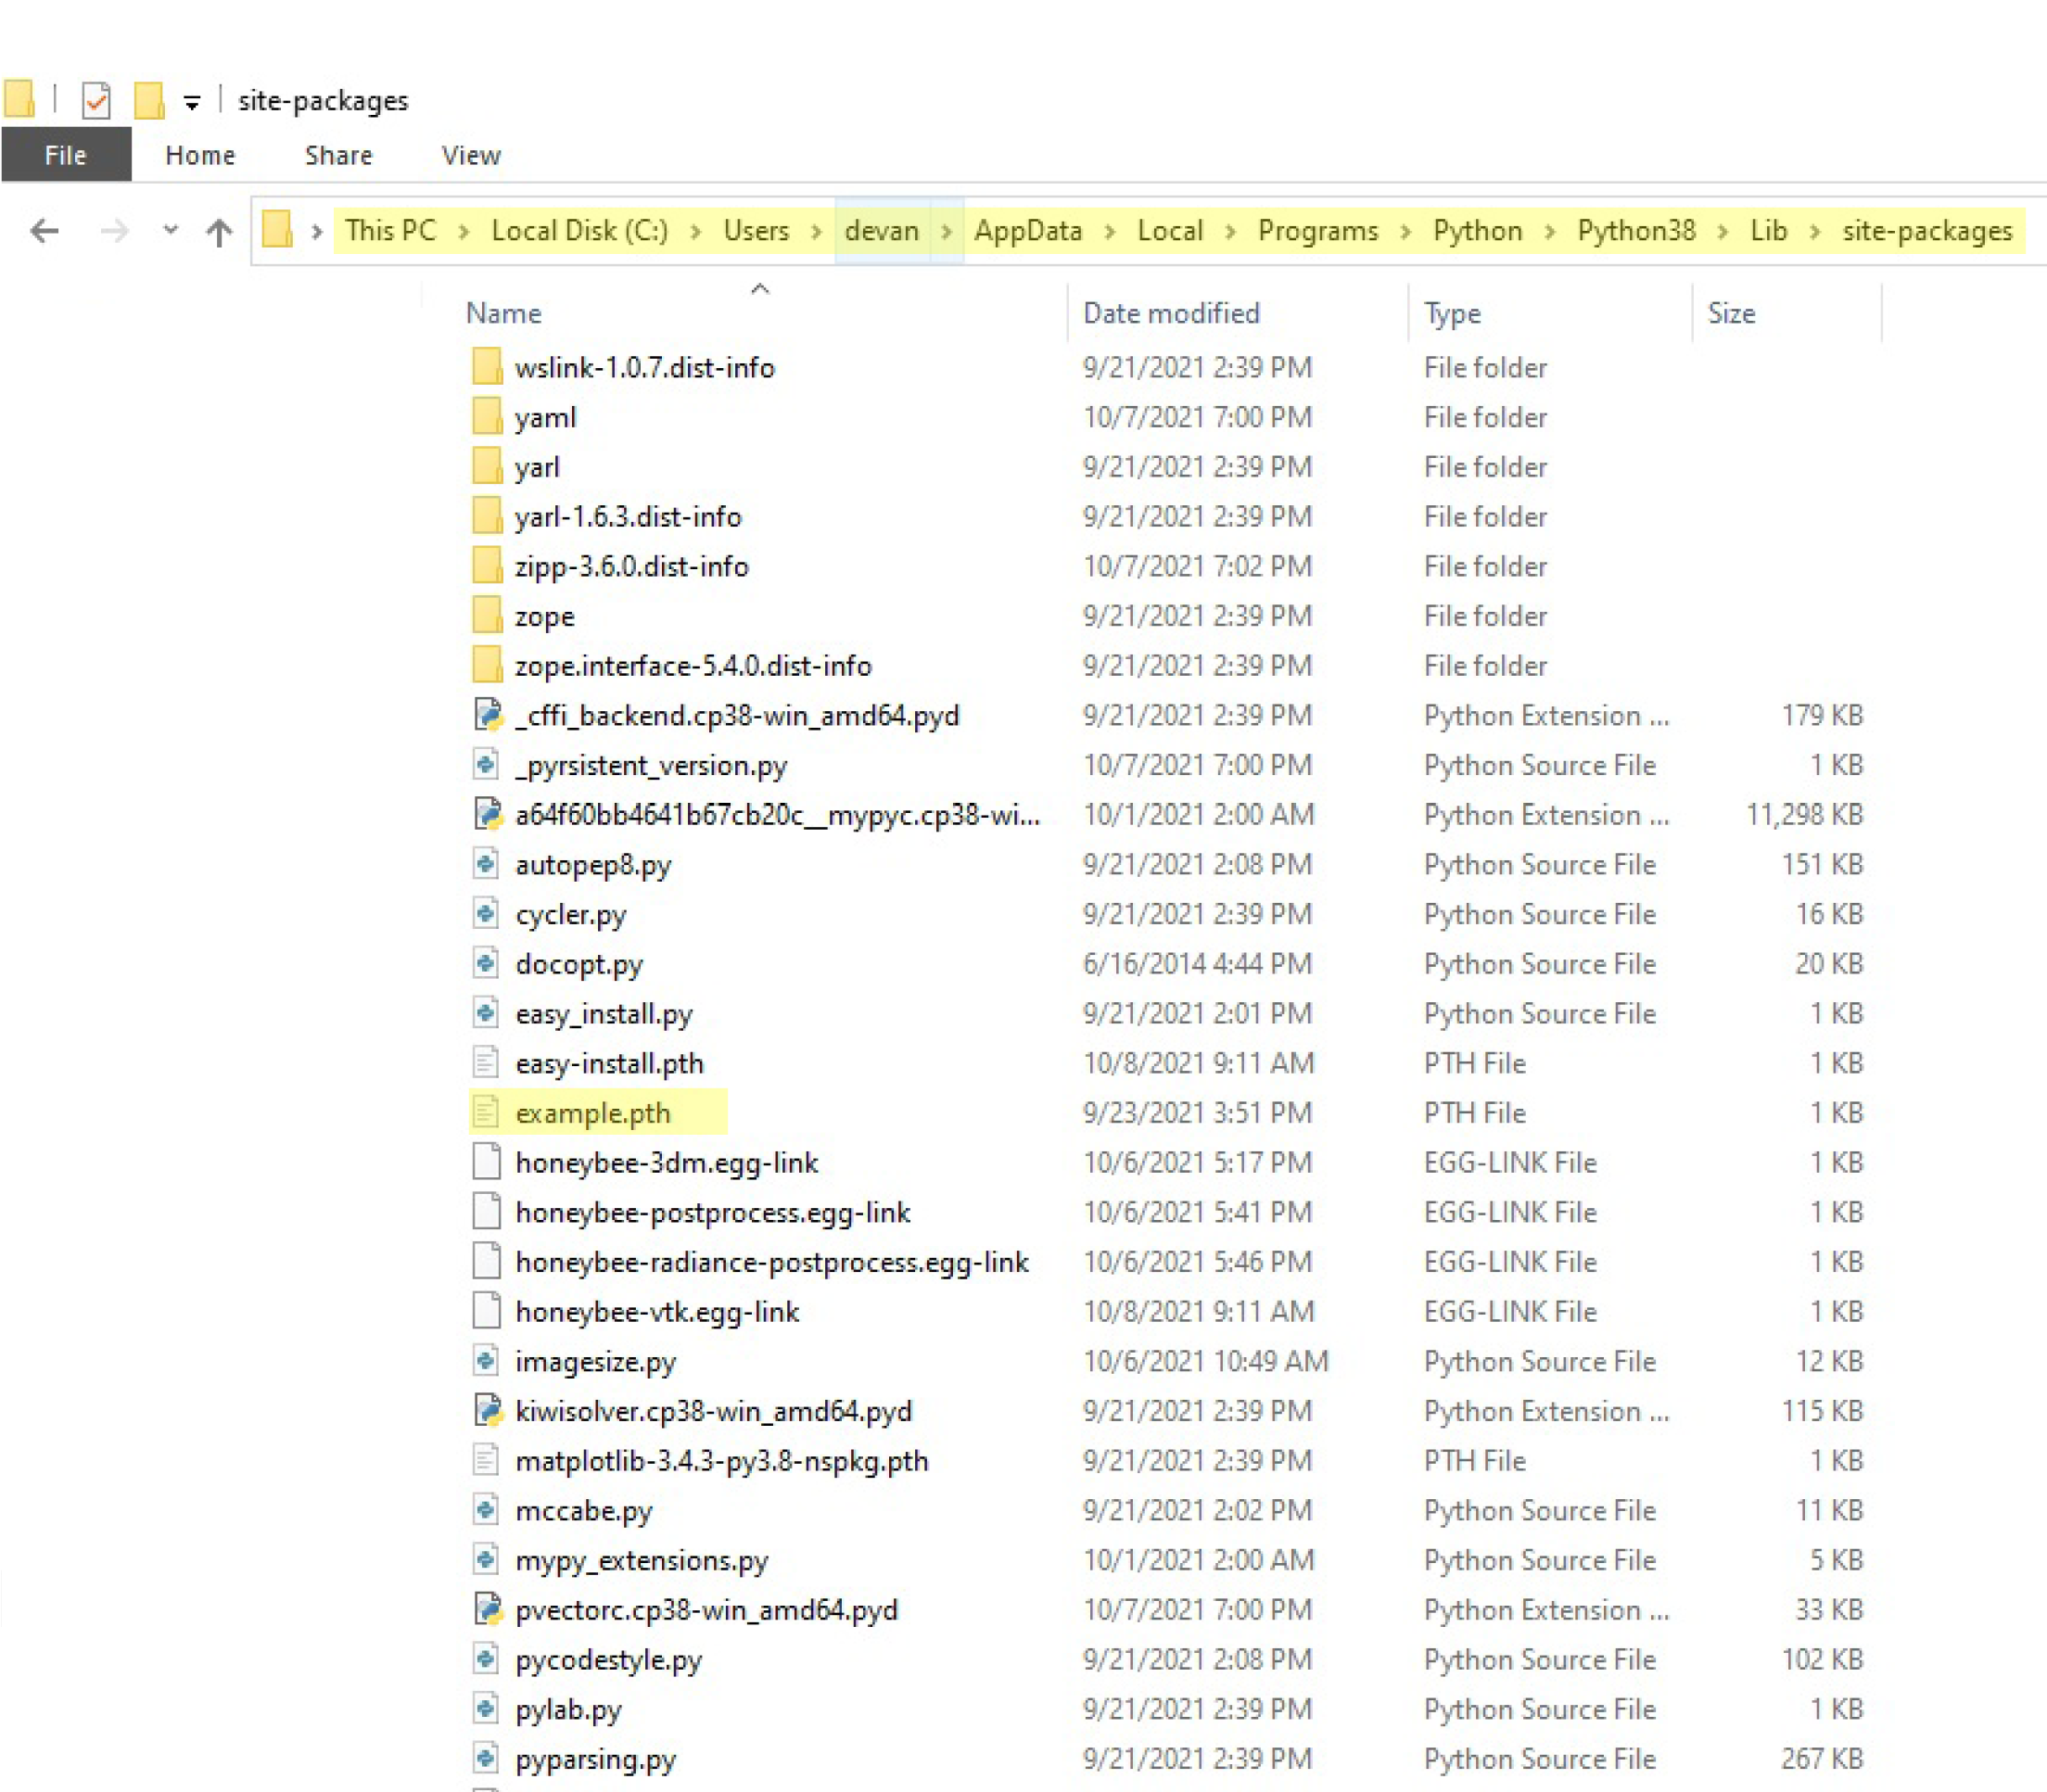 site-packages
File Home Share View
This PC > Local Disk (C:) > Users > devan > AppData > Local > Programs > Python > Python38 > Lib > site-packages
Name Date modified Type Size
wslink-1.0.7.dist-info 9/21/2021 2:39 PM File folder
yaml 10/7/2021 7:00 PM File folder
yarl 9/21/2021 2:39 PM File folder
yarl-1.6.3.dist-info 9/21/2021 2:39 PM File folder
zipp-3.6.0.dist-info 10/7/2021 7:02 PM File folder
zope 9/21/2021 2:39 PM File folder
zope.interface-5.4.0.dist-info 9/21/2021 2:39 PM File folder
_cffi_backend.cp38-win_amd64.pyd 9/21/2021 2:39 PM Python Extension ... 179 KB
_pyrsistent_version.py 10/7/2021 7:00 PM Python Source File 1 KB
a64f60bb4641b67cb20c__mypyc.cp38-wi... 10/1/2021 2:00 AM Python Extension ... 11,298 KB
autopep8.py 9/21/2021 2:08 PM Python Source File 151 KB
cycler.py 9/21/2021 2:39 PM Python Source File 16 KB
docopt.py 6/16/2014 4:44 PM Python Source File 20 KB
easy_install.py 9/21/2021 2:01 PM Python Source File 1 KB
easy-install.pth 10/8/2021 9:11 AM PTH File 1 KB
example.pth 9/23/2021 3:51 PM PTH File 1 KB
honeybee-3dm.egg-link 10/6/2021 5:17 PM EGG-LINK File 1 KB
honeybee-postprocess.egg-link 10/6/2021 5:41 PM EGG-LINK File 1 KB
honeybee-radiance-postprocess.egg-link 10/6/2021 5:46 PM EGG-LINK File 1 KB
honeybee-vtk.egg-link 10/8/2021 9:11 AM EGG-LINK File 1 KB
imagesize.py 10/6/2021 10:49 AM Python Source File 12 KB
kiwisolver.cp38-win_amd64.pyd 9/21/2021 2:39 PM Python Extension ... 115 KB
matplotlib-3.4.3-py3.8-nspkg.pth 9/21/2021 2:39 PM PTH File 1 KB
mccabe.py 9/21/2021 2:02 PM Python Source File 11 KB
mypy_extensions.py 10/1/2021 2:00 AM Python Source File 5 KB
pvectorc.cp38-win_amd64.pyd 10/7/2021 7:00 PM Python Extension ... 33 KB
pycodestyle.py 9/21/2021 2:08 PM Python Source File 102 KB
pylab.py 9/21/2021 2:39 PM Python Source File 1 KB
pyparsing.py 9/21/2021 2:39 PM Python Source File 267 KB